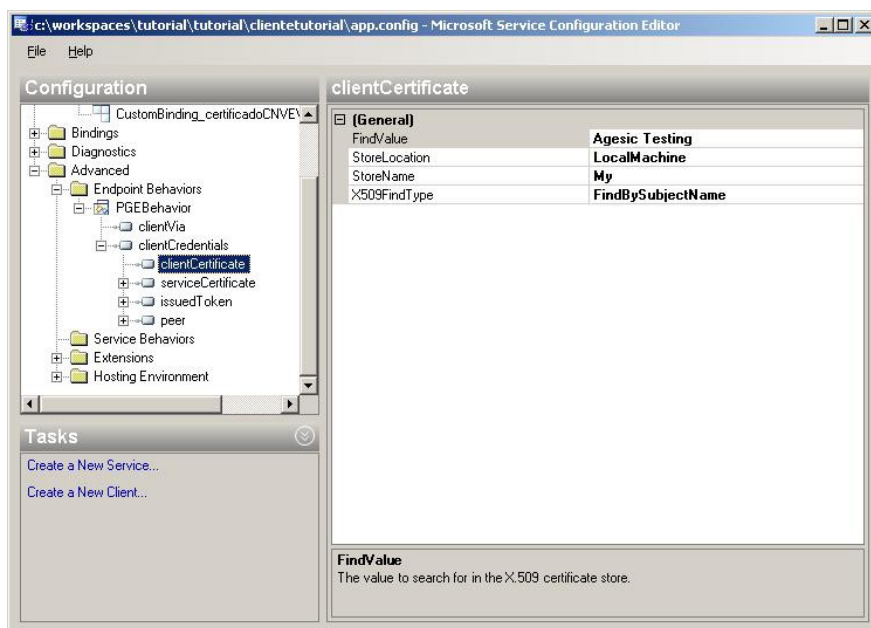 c:\workspaces\tutorial\tutorial\clientetutorial\app.config - Microsoft Service Configuration Editor
File Help
Configuration
CustomBinding_certificadoCNVEV
Bindings
Diagnostics
Advanced
Endpoint Behaviors
PGEBehavior
clientVia
clientCredentials
clientCertificate
serviceCertificate
issuedToken
peer
Service Behaviors
Extensions
Hosting Environment
Tasks
Create a New Service...
Create a New Client...
clientCertificate
(General)
FindValue Agesic Testing
StoreLocation LocalMachine
StoreName My
X509FindType FindBySubjectName
FindValue
The value to search for in the X.509 certificate store.